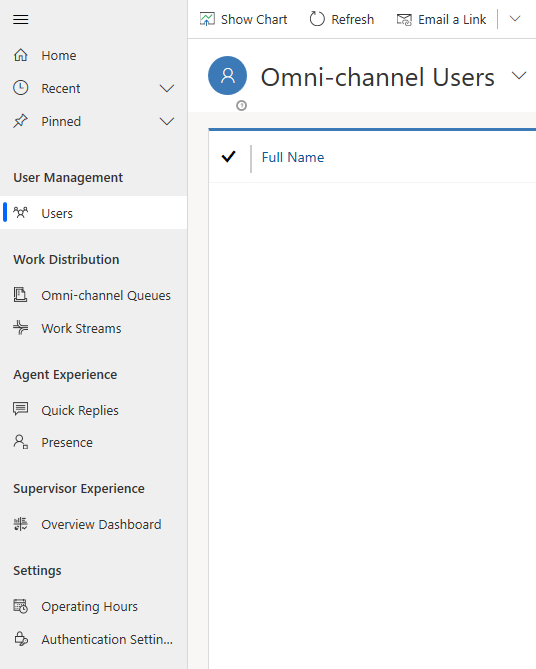 Show Chart
Refresh
Email a Link
Home
Recent
Pinned
Omni-channel Users
Full Name
User Management
Users
Work Distribution
Omni-channel Queues
Work Streams
Agent Experience
Quick Replies
Presence
Supervisor Experience
Overview Dashboard
Settings
Operating Hours
Authentication Settin...